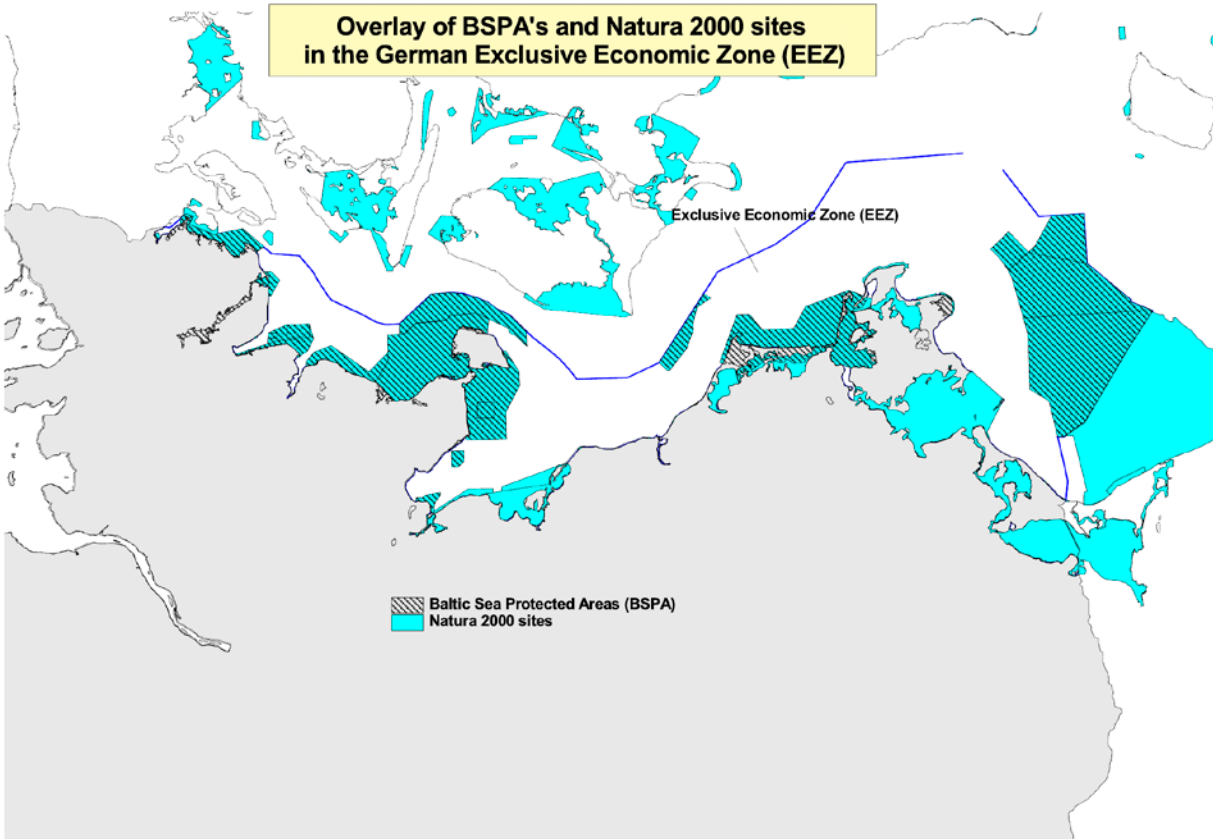 Overlay of BSPA's and Natura 2000 sites
in the German Exclusive Economic Zone (EEZ)
Exclusive Economic Zone (EEZ)
Baltic Sea Protected Areas (BSPA)
Natura 2000 sites